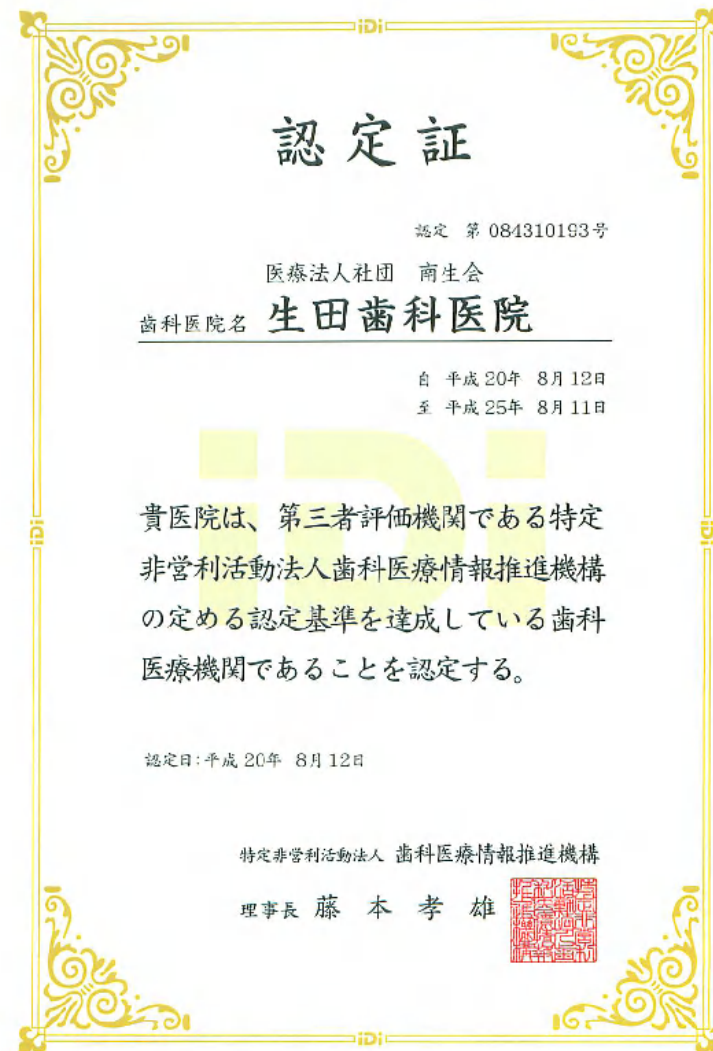 iDi
認定証
認定 第 084310193号
医療法人社団 南生会
歯科医院名 生田歯科医院
自 平成 20年 8月 12日
至 平成 25年 8月 11日
iDi
iDi
iDi
貴医院は、第三者評価機関である特定
非営利活動法人歯科医療情報推進機構
の定める認定基準を達成している歯科
医療機関であることを認定する。
認定日:平成 20年 8月 12日
特定非営利活動法人 歯科医療情報推進機構
理事長 藤本孝雄
iDi